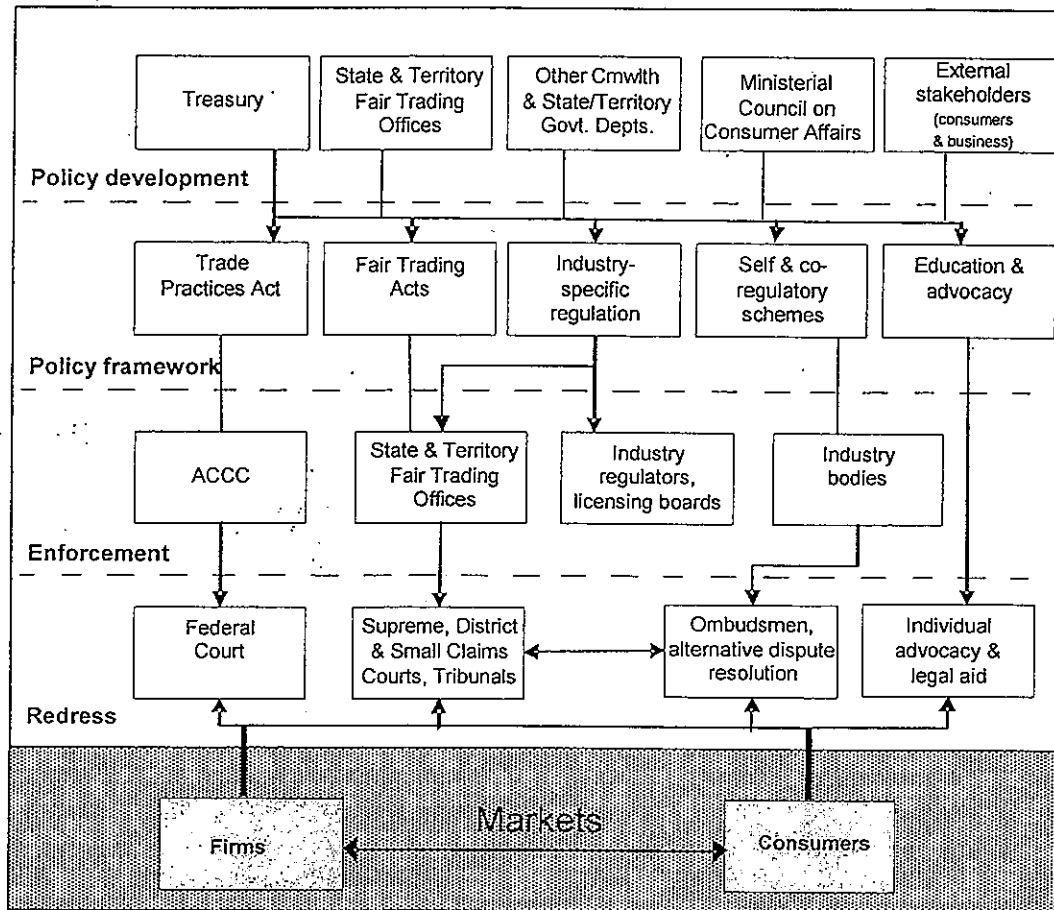 Treasury
State & Territory
Fair Trading
Offices
Other Cmwlth
& State/Territory
Govt. Depts.
Ministerial
Council on
Consumer Affairs
External
stakeholders
(consumers
& business)
Policy development
Trade
Practices Act
Fair Trading
Acts
Industry-
specific
regulation
Self & co-
regulatory
schemes
Education &
advocacy
Policy framework
ACCC
State & Territory
Fair Trading
Offices
Industry
regulators,
licensing boards
Industry
bodies
Enforcement
Federal
Court
Supreme, District
& Small Claims
Courts, Tribunals
Ombudsmen,
alternative dispute
resolution
Individual
advocacy &
legal aid
Redress
Markets
Firms
Consumers